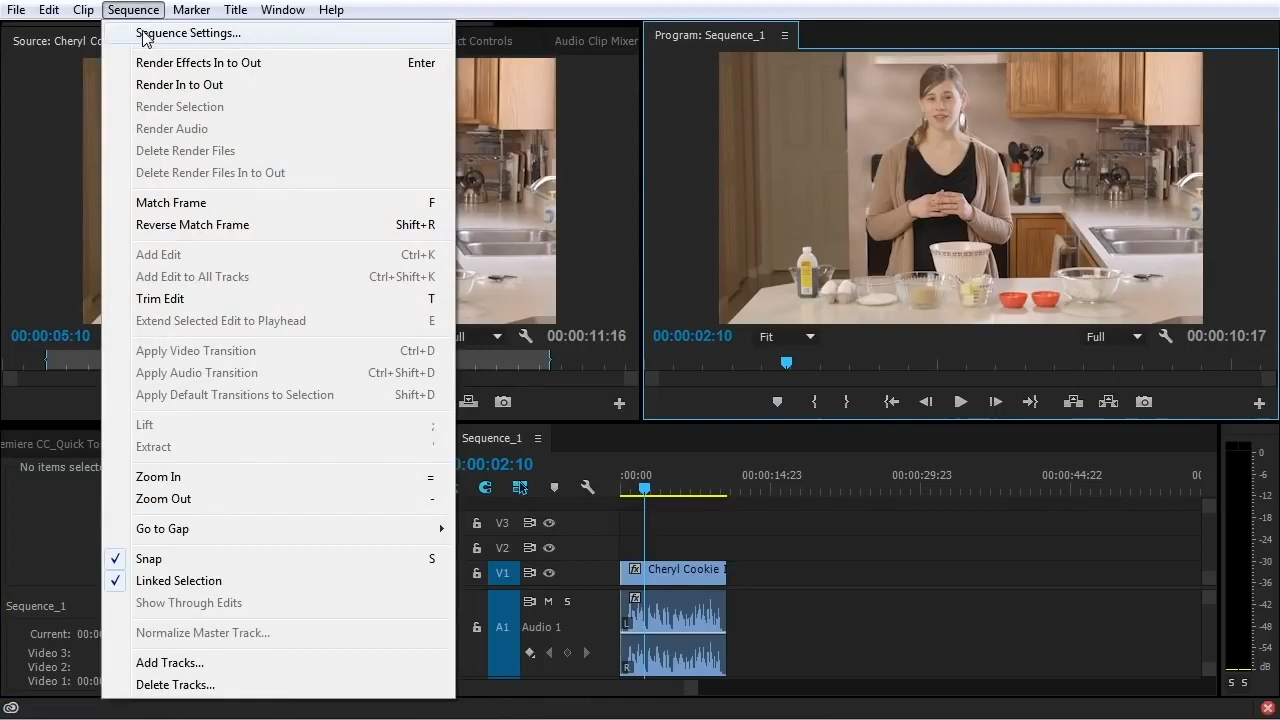 File Edit Clip Sequence Marker Title Window Help
Sequence Settings...
Render Effects In to Out Enter
Render In to Out
Render Selection
Render Audio
Delete Render Files
Delete Render Files In to Out
Match Frame F
Reverse Match Frame Shift+R
Add Edit Ctrl+K
Add Edit to All Tracks Ctrl+Shift+K
Trim Edit T
Extend Selected Edit to Playhead E
Apply Video Transition Ctrl+D
Apply Audio Transition Ctrl+Shift+D
Apply Default Transitions to Selection Shift+D
Lift ;
Extract '
Zoom In =
Zoom Out -
Go to Gap
Snap S
Linked Selection
Show Through Edits
Normalize Master Track...
Add Tracks...
Delete Tracks...
Source: Cheryl Co
ct Controls Audio Clip Mixer
00:00:05:10
ull 00:00:11:16
Program: Sequence_1
00:00:02:10 Fit Full 00:00:10:17
emiere CC_Quick To
No items selecte
Sequence_1
Current: 00:0
Video 3:
Video 2:
Video 1: 00:0
Sequence_1
0:00:02:10
:00:00 00:00:14:23 00:00:29:23 00:00:44:22 00
V3
V2
V1
Cheryl Cookie I
fx
M S
A1 Audio 1
fx
L
R
0
-6
-12
-18
-24
-30
-36
-42
-48
-54
dB
S S